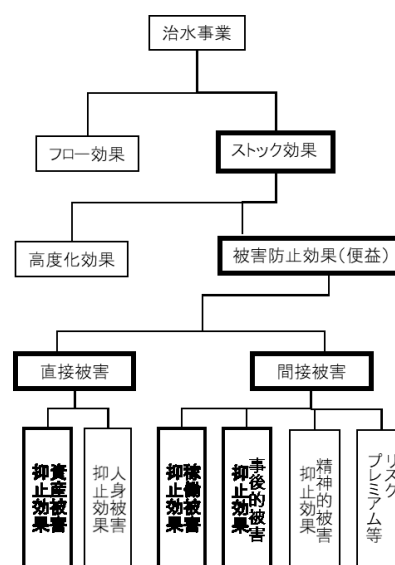 治水事業
フロー効果
ストック効果
高度化効果
被害防止効果(便益)
直接被害
間接被害
資産被害
抑止効果
人身被害
抑止効果
稼働被害
抑止効果
事後的被害
抑止効果
精神的被害
抑止効果
リスク
プレミアム等